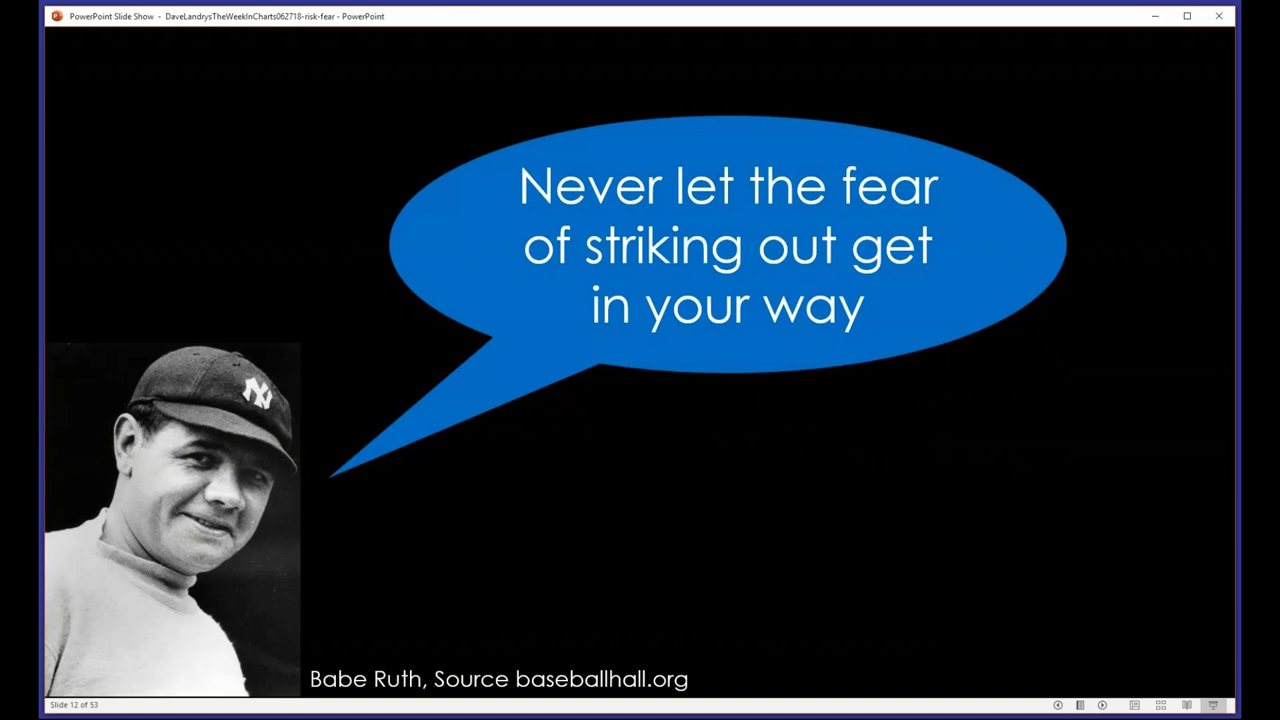 PowerPoint Slide Show - DaveLandrysTheWeekInCharts062718-risk-fear - PowerPoint
Never let the fear
of striking out get
in your way
NY
Babe Ruth, Source baseballhall.org
Slide 12 of 53